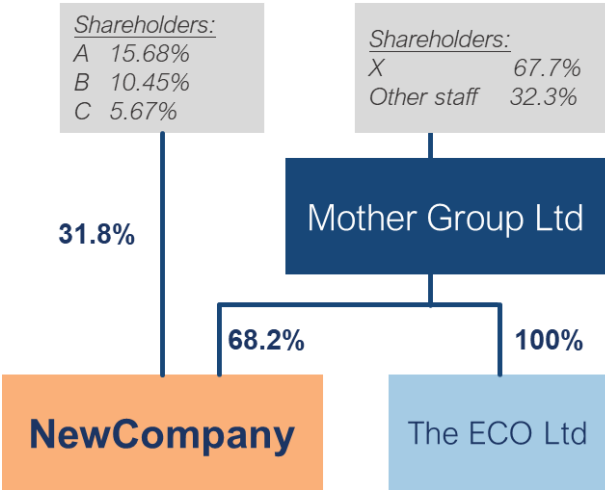 Shareholders:
A 15.68%
B 10.45%
C 5.67%
Shareholders:
X 67.7%
Other staff 32.3%
Mother Group Ltd
31.8%
68.2%
100%
NewCompany
The ECO Ltd